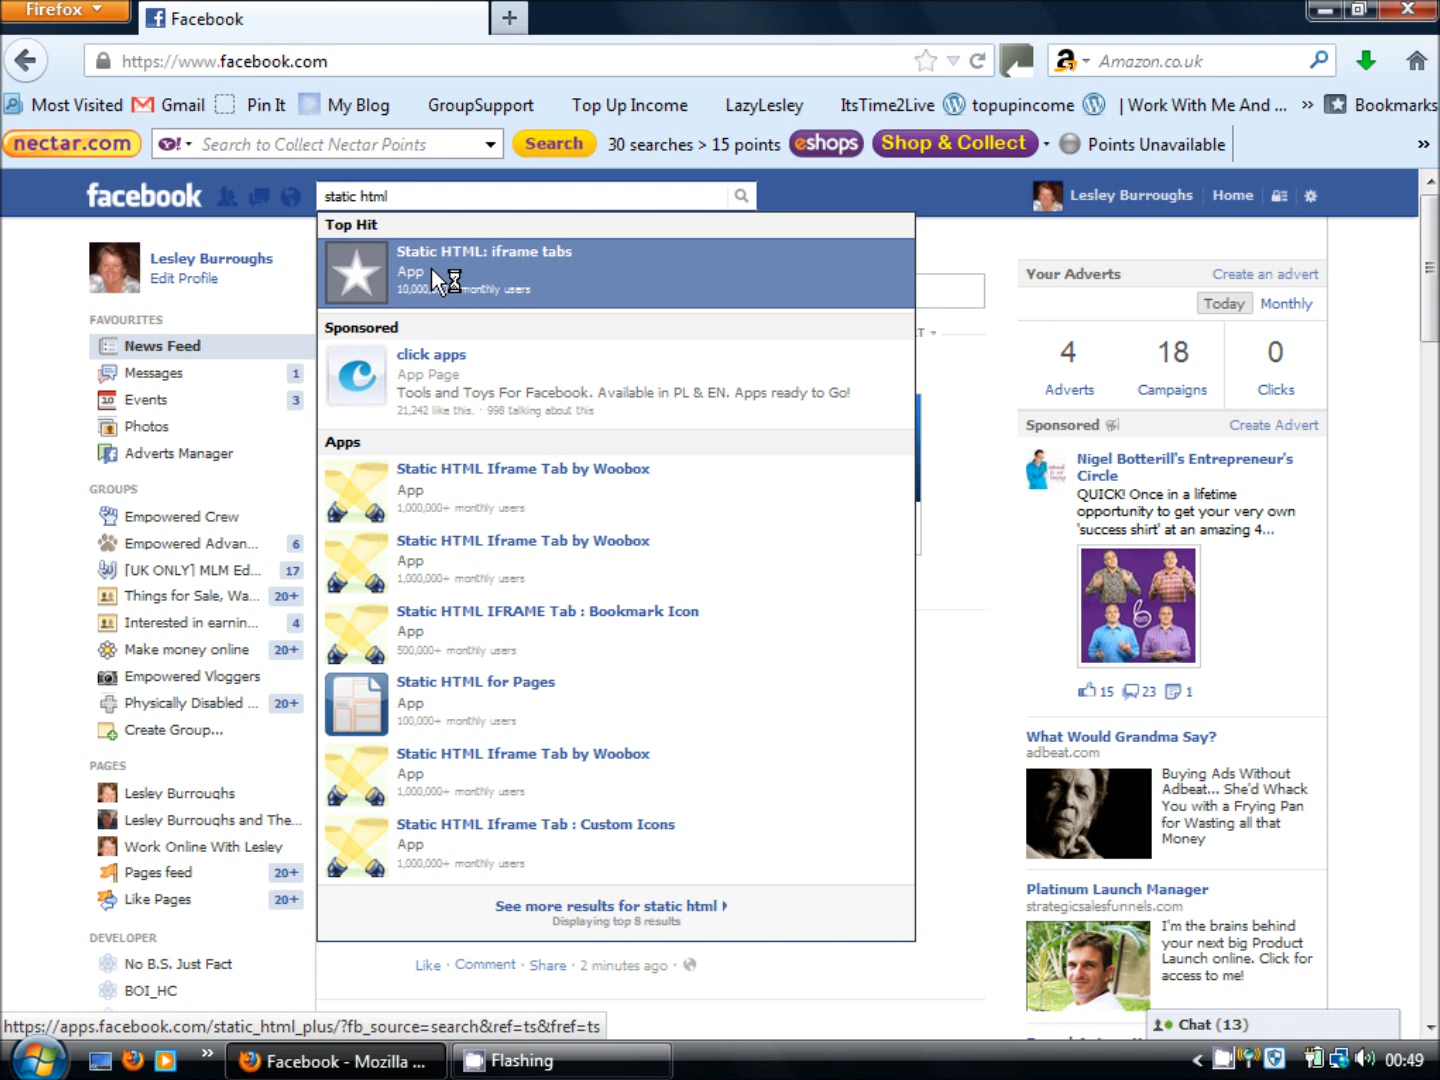 Firefox
Facebook
https://www.facebook.com
Amazon.co.uk
Most Visited
Gmail
Pin It
My Blog
GroupSupport
Top Up Income
LazyLesley
ItsTime2Live
topupincome
| Work With Me And ...
»
Bookmarks
nectar.com
Search to Collect Nectar Points
Search
30 searches > 15 points
eshops
Shop & Collect
Points Unavailable
»
facebook
static html
Lesley Burroughs
Home
Lesley Burroughs
Edit Profile
FAVOURITES
News Feed
Messages 1
Events 3
Photos
Adverts Manager
GROUPS
Empowered Crew
Empowered Advan... 6
[UK ONLY] MLM Ed... 17
Things for Sale, Wa... 20+
Interested in earnin... 4
Make money online 20+
Empowered Vloggers
Physically Disabled ... 20+
Create Group...
PAGES
Lesley Burroughs
Lesley Burroughs and The...
Work Online With Lesley
Pages feed 20+
Like Pages 20+
DEVELOPER
No B.S. Just Fact
BOI_HC
Top Hit
Static HTML: iframe tabs
App
monthly users
Sponsored
click apps
App Page
Tools and Toys For Facebook. Available in PL & EN. Apps ready to Go!
21,242 like this. · 998 talking about this
Apps
Static HTML Iframe Tab by Woobox
App
1,000,000+ monthly users
Static HTML Iframe Tab by Woobox
App
1,000,000+ monthly users
Static HTML IFRAME Tab : Bookmark Icon
App
500,000+ monthly users
Static HTML for Pages
App
100,000+ monthly users
Static HTML Iframe Tab by Woobox
App
1,000,000+ monthly users
Static HTML Iframe Tab : Custom Icons
App
1,000,000+ monthly users
See more results for static html
Displaying top 8 results
Like · Comment · Share · 2 minutes ago ·
Your Adverts
Create an advert
Today Monthly
4 18 0
Adverts Campaigns Clicks
Sponsored
Create Advert
Nigel Botterill's Entrepreneur's
Circle
QUICK! Once in a lifetime
opportunity to get your very own
'success shirt' at an amazing 4...
15 23 1
What Would Grandma Say?
adbeat.com
Buying Ads Without
Adbeat... She'd Whack
You with a Frying Pan
for Wasting all that
Money
Platinum Launch Manager
strategicsalesfunnels.com
I'm the brains behind
your next big Product
Launch online. Click for
access to me!
Chat (13)
https://apps.facebook.com/static_html_plus/?fb_source=search&ref=ts&fref=ts
»
Facebook - Mozilla ...
Flashing
00:49